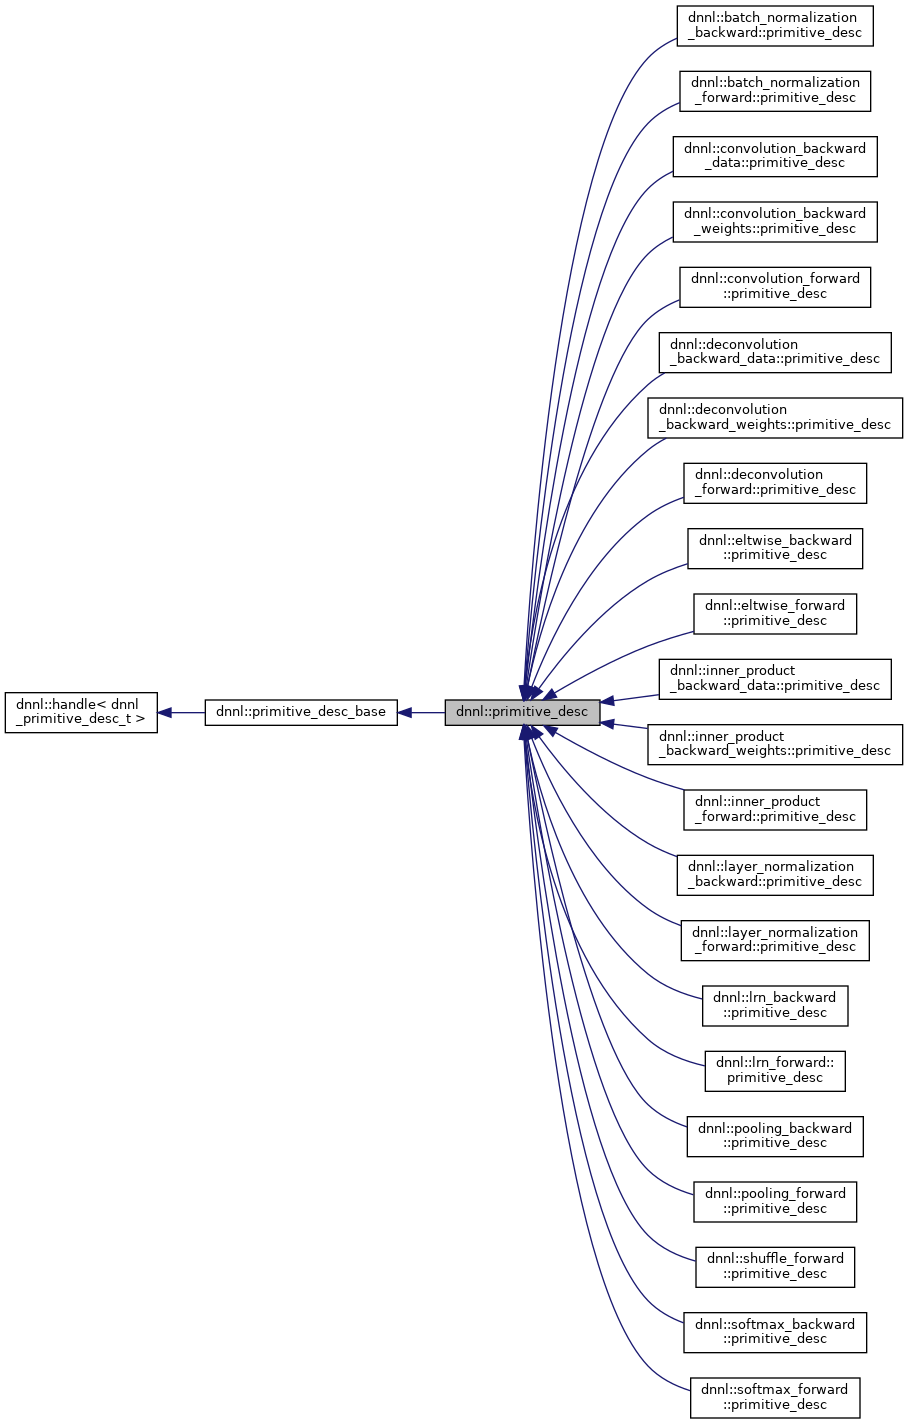 dnnl::handle< dnnl
_primitive_desc_t >
dnnl::primitive_desc_base
dnnl::primitive_desc
dnnl::batch_normalization
_backward::primitive_desc
dnnl::batch_normalization
_forward::primitive_desc
dnnl::convolution_backward
_data::primitive_desc
dnnl::convolution_backward
_weights::primitive_desc
dnnl::convolution_forward
::primitive_desc
dnnl::deconvolution
_backward_data::primitive_desc
dnnl::deconvolution
_backward_weights::primitive_desc
dnnl::deconvolution
_forward::primitive_desc
dnnl::eltwise_backward
::primitive_desc
dnnl::eltwise_forward
::primitive_desc
dnnl::inner_product
_backward_data::primitive_desc
dnnl::inner_product
_backward_weights::primitive_desc
dnnl::inner_product
_forward::primitive_desc
dnnl::layer_normalization
_backward::primitive_desc
dnnl::layer_normalization
_forward::primitive_desc
dnnl::lrn_backward
::primitive_desc
dnnl::lrn_forward::
primitive_desc
dnnl::pooling_backward
::primitive_desc
dnnl::pooling_forward
::primitive_desc
dnnl::shuffle_forward
::primitive_desc
dnnl::softmax_backward
::primitive_desc
dnnl::softmax_forward
::primitive_desc